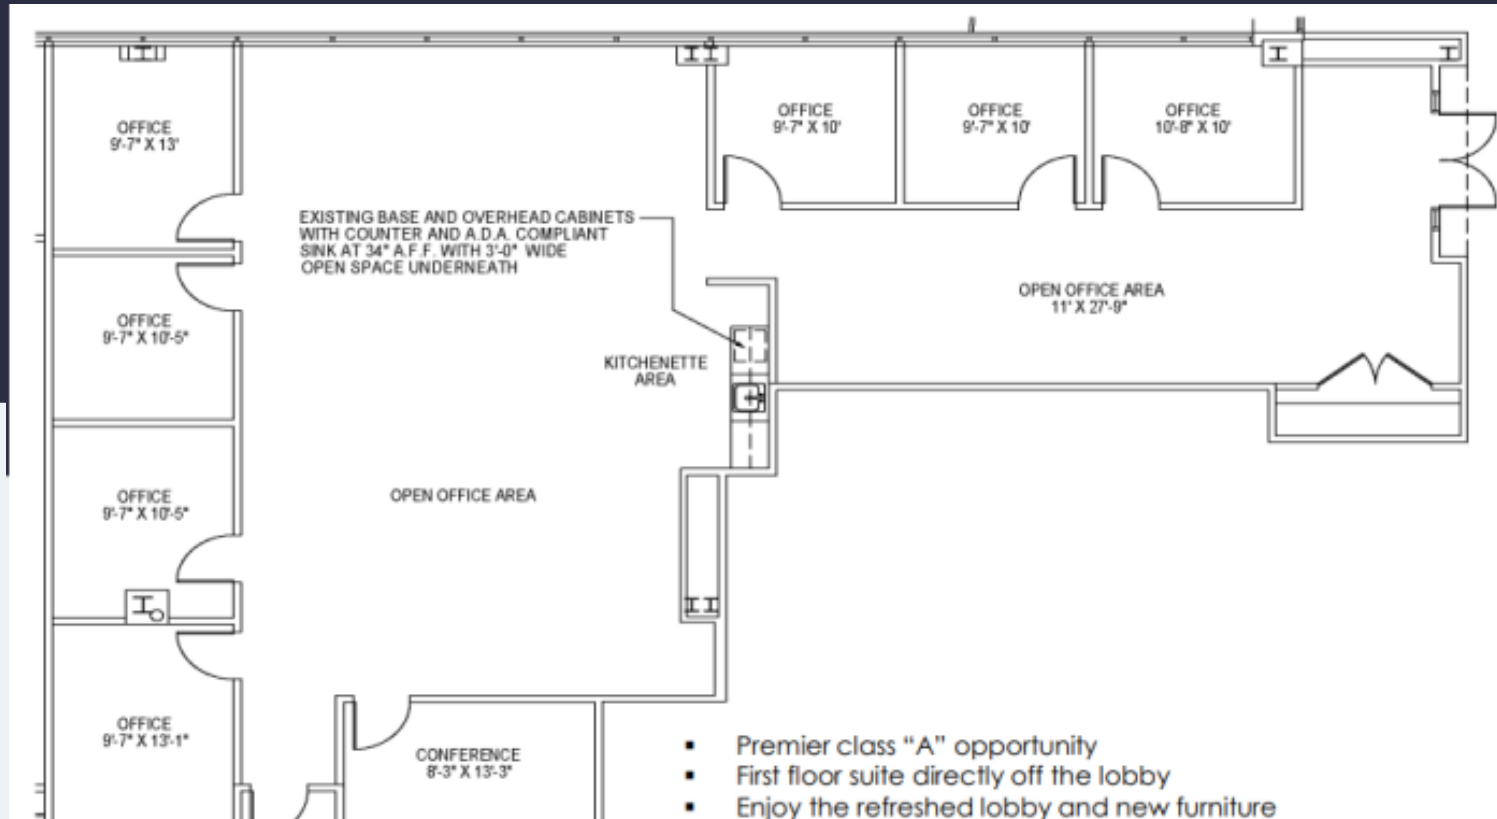 OFFICE
9'-7" X 13'
OFFICE
9'-7" X 10'
OFFICE
9'-7" X 10'
OFFICE
10'-8" X 10'
EXISTING BASE AND OVERHEAD CABINETS
WITH COUNTER AND A.D.A. COMPLIANT
SINK AT 34" A.F.F. WITH 3'-0" WIDE
OPEN SPACE UNDERNEATH
OPEN OFFICE AREA
11' X 27'-9"
OFFICE
9'-7" X 10'-5"
KITCHENETTE
AREA
OFFICE
9'-7" X 10'-5"
OPEN OFFICE AREA
OFFICE
9'-7" X 13'-1"
CONFERENCE
8'-3" X 13'-3"
▪ Premier class “A” opportunity
▪ First floor suite directly off the lobby
▪ Enjoy the refreshed lobby and new furniture